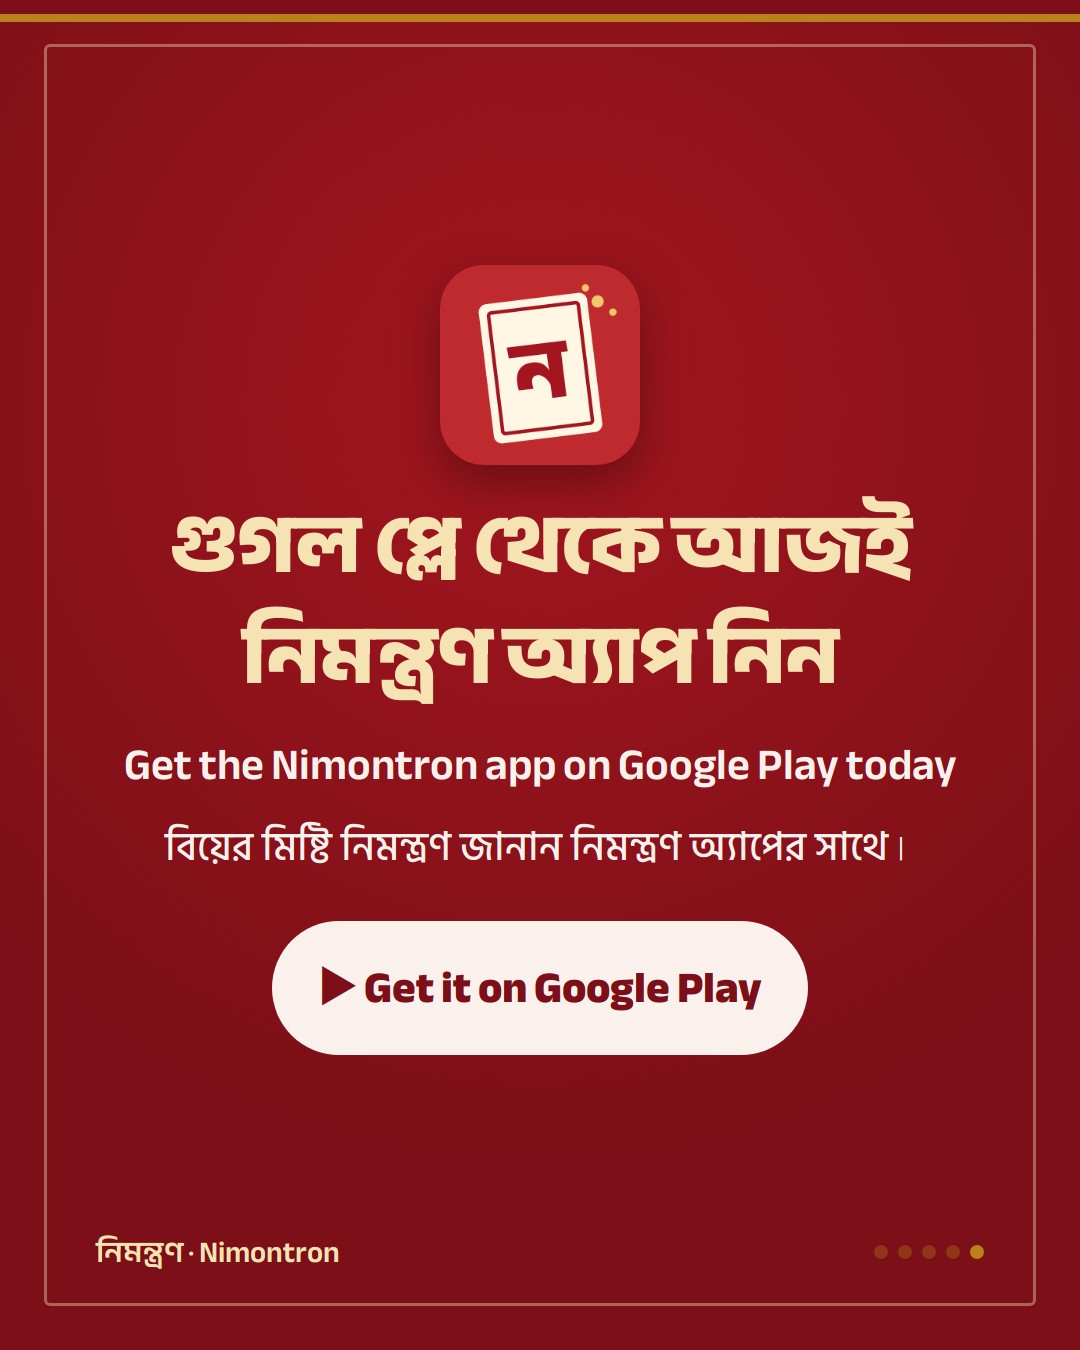 ন
গুগল প্লে থেকে আজই
নিমন্ত্রণ অ্যাপ নিন
Get the Nimontron app on Google Play today
বিয়ের মিষ্টি নিমন্ত্রণ জানান নিমন্ত্রণ অ্যাপের সাথে।
▶ Get it on Google Play
নিমন্ত্রণ · Nimontron